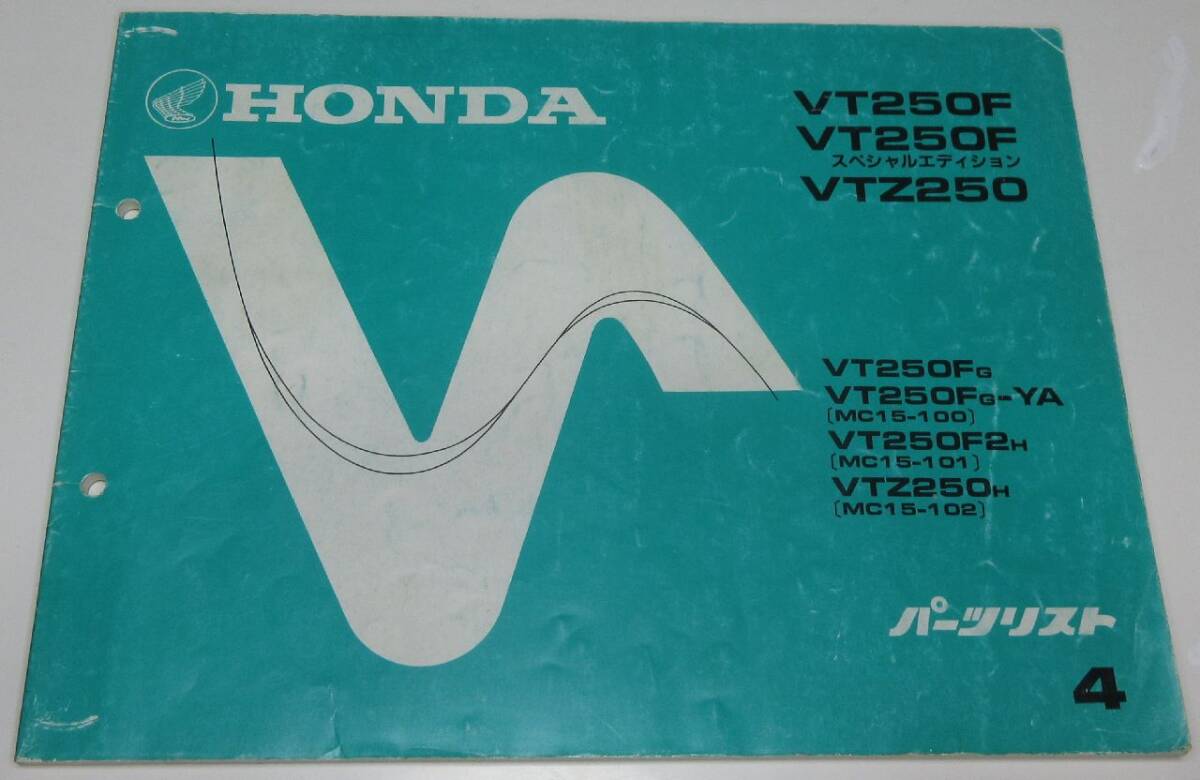 HONDA
VT250F
VT250F
スペシャルエディション
VTZ250
VT250FG
VT250FG-YA
(MC15-100)
VT250F2H
(MC15-101)
VTZ250H
(MC15-102)
パーツリスト
4